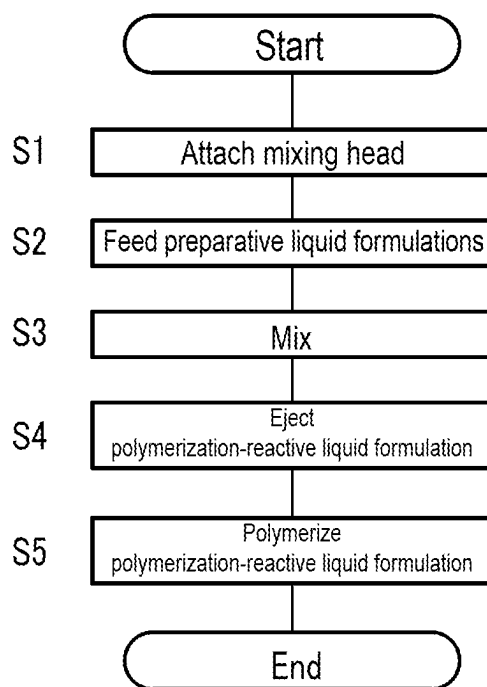 Start
S1 Attach mixing head
S2 Feed preparative liquid formulations
S3 Mix
S4 Eject
polymerization-reactive liquid formulation
S5 Polymerize
polymerization-reactive liquid formulation
End